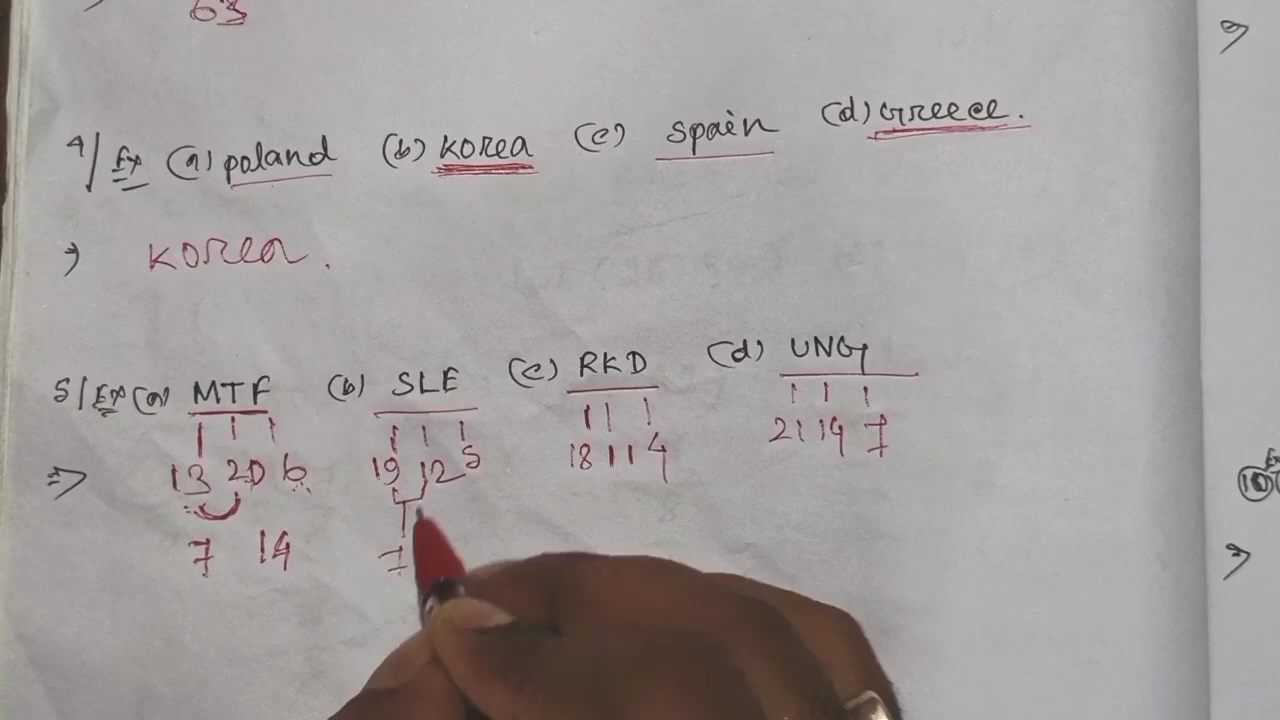 63
4/ Ex (a) poland (b) korea (c) spain (d) Greece.
→ korea.
5/ Ex (a) MTF (b) SLE (c) RKD (d) UNG
⇒ 13 20 6 19 12 5 18 11 4 21 14 7
7 14 7